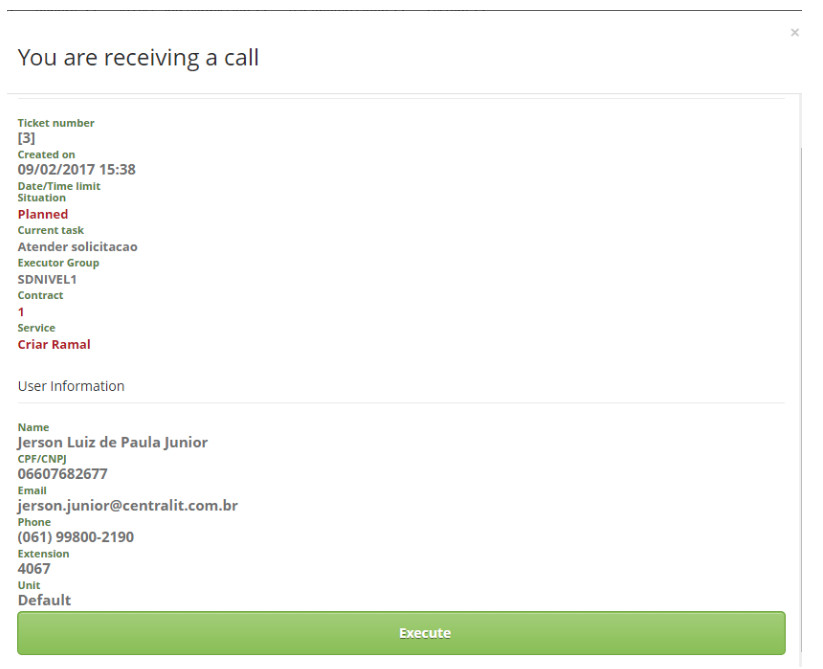 ×
You are receiving a call
Ticket number
[3]
Created on
09/02/2017 15:38
Date/Time limit
Situation
Planned
Current task
Atender solicitacao
Executor Group
SDNIVEL1
Contract
1
Service
Criar Ramal
User Information
Name
Jerson Luiz de Paula Junior
CPF/CNPJ
06607682677
Email
jerson.junior@centralit.com.br
Phone
(061) 99800-2190
Extension
4067
Unit
Default
Execute